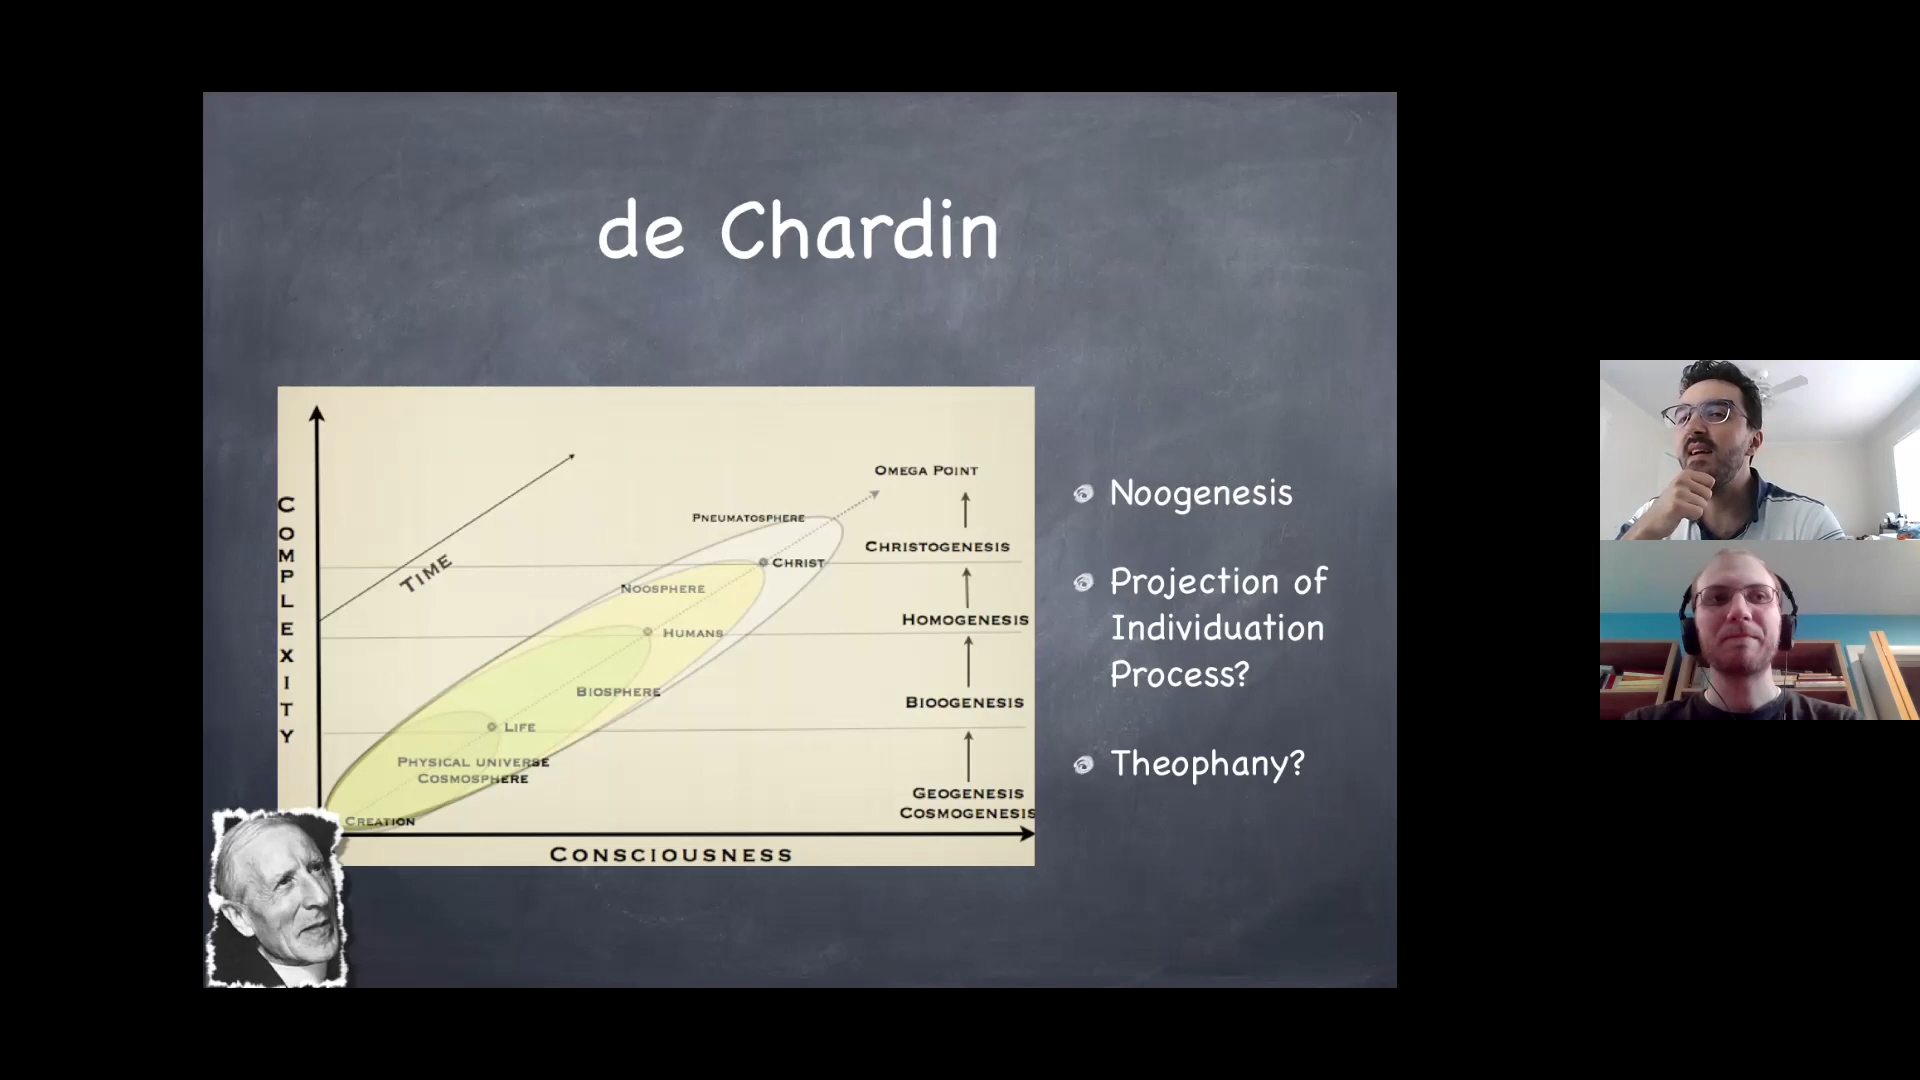 de Chardin
COMPLEXITY
TIME
OMEGA POINT
PNEUMATOSPHERE
CHRISTOGENESIS
CHRIST
NOOSPHERE
HOMOGENESIS
HUMANS
BIOSPHERE
BIOOGENESIS
LIFE
PHYSICAL UNIVERSE
COSMOSPHERE
GEOGENESIS
COSMOGENESIS
CREATION
CONSCIOUSNESS
Noogenesis
Projection of
Individuation
Process?
Theophany?